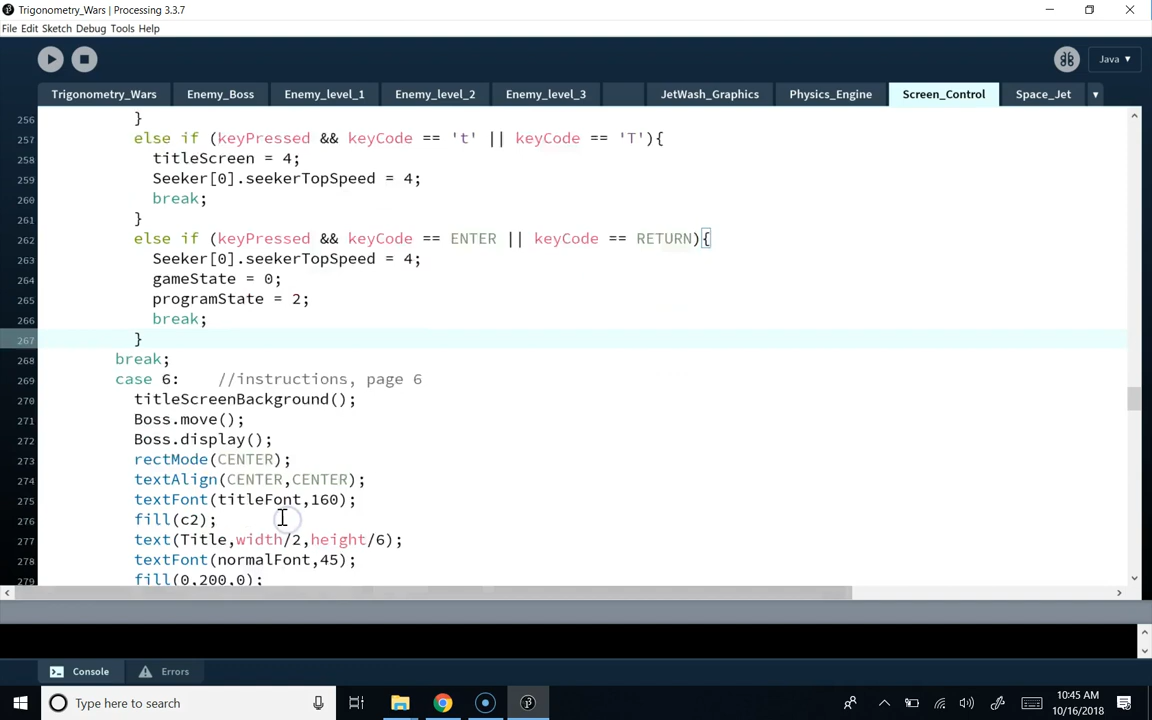 Trigonometry_Wars | Processing 3.3.7
File Edit Sketch Debug Tools Help
Java ▾
Trigonometry_Wars Enemy_Boss Enemy_level_1 Enemy_level_2 Enemy_level_3 JetWash_Graphics Physics_Engine Screen_Control Space_Jet ▾
256 }
257 else if (keyPressed && keyCode == 't' || keyCode == 'T'){
258 titleScreen = 4;
259 Seeker[0].seekerTopSpeed = 4;
260 break;
261 }
262 else if (keyPressed && keyCode == ENTER || keyCode == RETURN){
263 Seeker[0].seekerTopSpeed = 4;
264 gameState = 0;
265 programState = 2;
266 break;
267 }
268 break;
269 case 6: //instructions, page 6
270 titleScreenBackground();
271 Boss.move();
272 Boss.display();
273 rectMode(CENTER);
274 textAlign(CENTER,CENTER);
275 textFont(titleFont,160);
276 fill(c2);
277 text(Title,width/2,height/6);
278 textFont(normalFont,45);
279 fill(0,200,0);
Console Errors
Type here to search
10:45 AM
10/16/2018